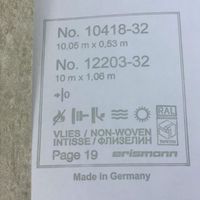 No. 10418-32
10,05 m x 0,53 m
No. 12203-32
10 m x 1,06 m
→|0
RAL
VLIES / NON-WOVEN
INTISSE / ФЛИЗЕЛИН
Page 19 erismann
Made in Germany